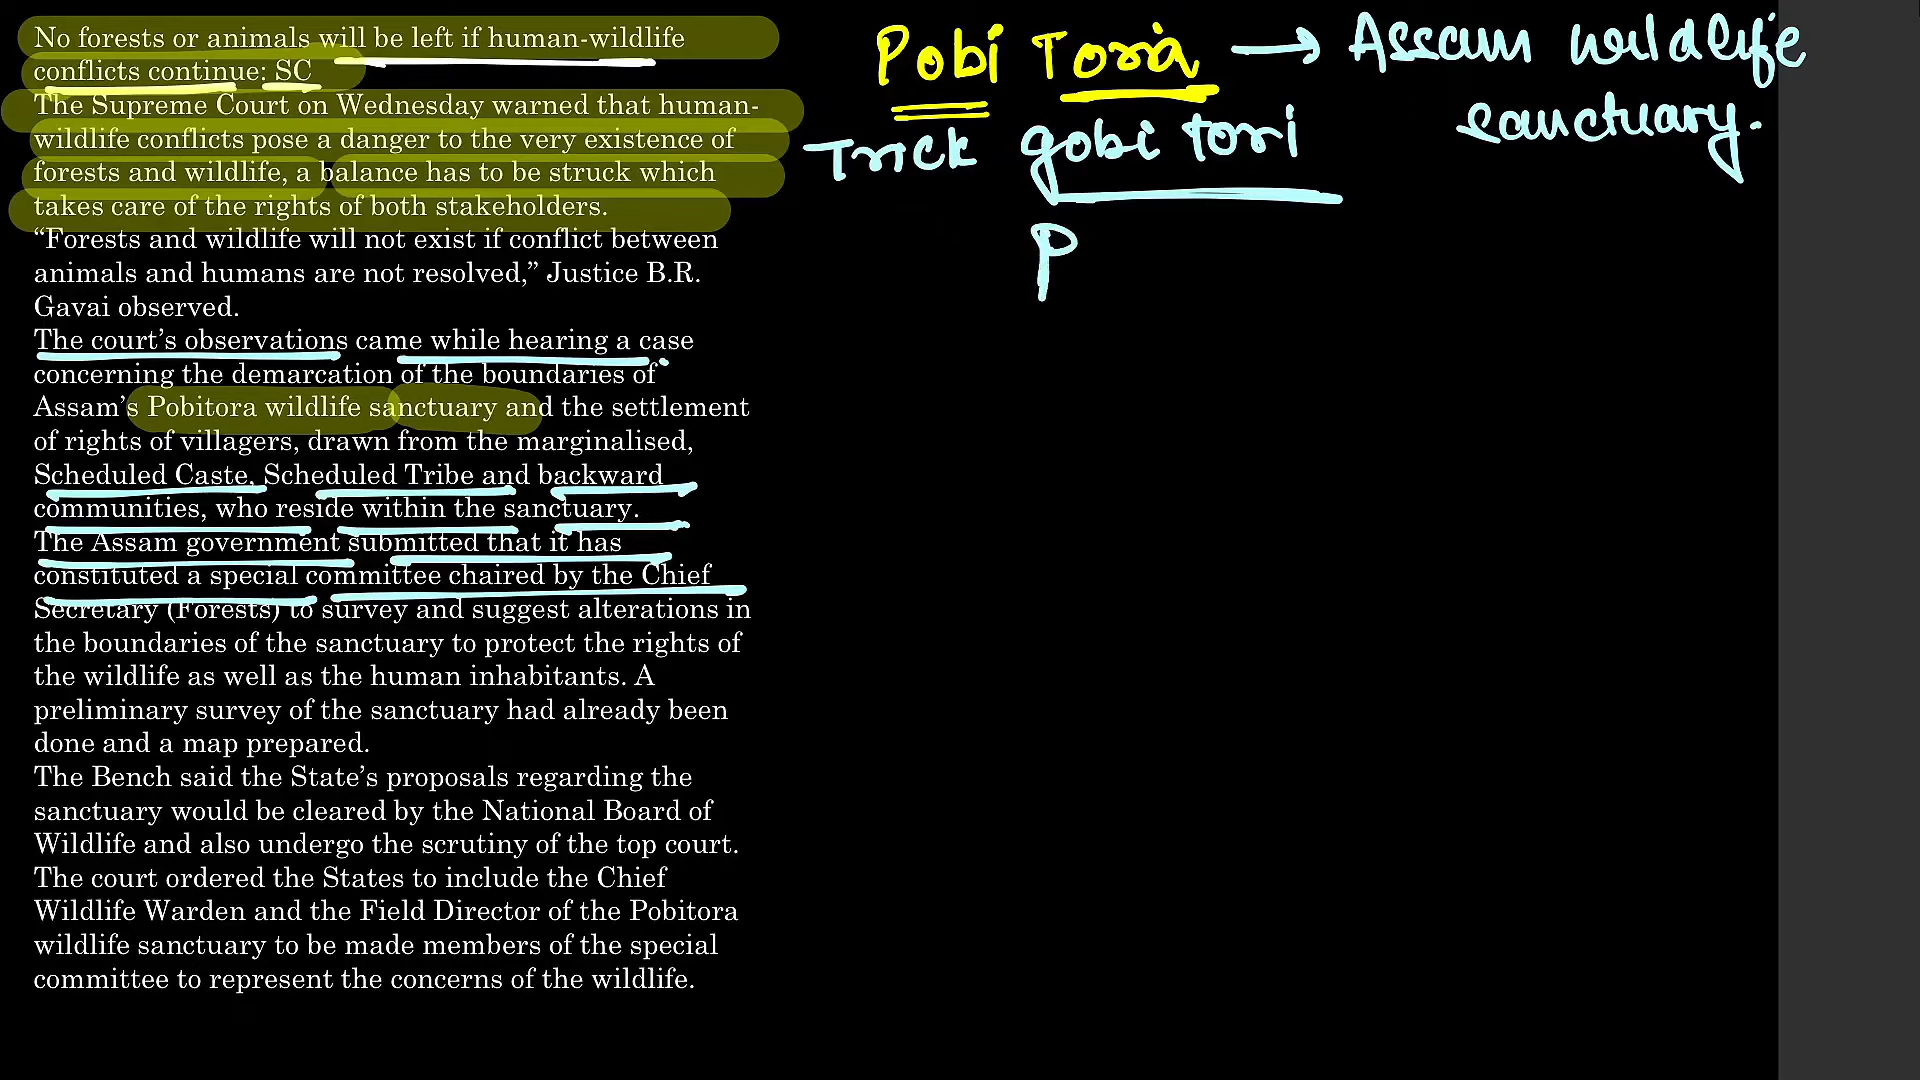 No forests or animals will be left if human-wildlife
conflicts continue: SC
The Supreme Court on Wednesday warned that human-
wildlife conflicts pose a danger to the very existence of
forests and wildlife, a balance has to be struck which
takes care of the rights of both stakeholders.
“Forests and wildlife will not exist if conflict between
animals and humans are not resolved,” Justice B.R.
Gavai observed.
The court’s observations came while hearing a case
concerning the demarcation of the boundaries of
Assam’s Pobitora wildlife sanctuary and the settlement
of rights of villagers, drawn from the marginalised,
Scheduled Caste, Scheduled Tribe and backward
communities, who reside within the sanctuary.
The Assam government submitted that it has
constituted a special committee chaired by the Chief
Secretary (Forests) to survey and suggest alterations in
the boundaries of the sanctuary to protect the rights of
the wildlife as well as the human inhabitants. A
preliminary survey of the sanctuary had already been
done and a map prepared.
The Bench said the State’s proposals regarding the
sanctuary would be cleared by the National Board of
Wildlife and also undergo the scrutiny of the top court.
The court ordered the States to include the Chief
Wildlife Warden and the Field Director of the Pobitora
wildlife sanctuary to be made members of the special
committee to represent the concerns of the wildlife.
Pobi Tora → Assam wildlife
sanctuary.
Trick gobi tori
P